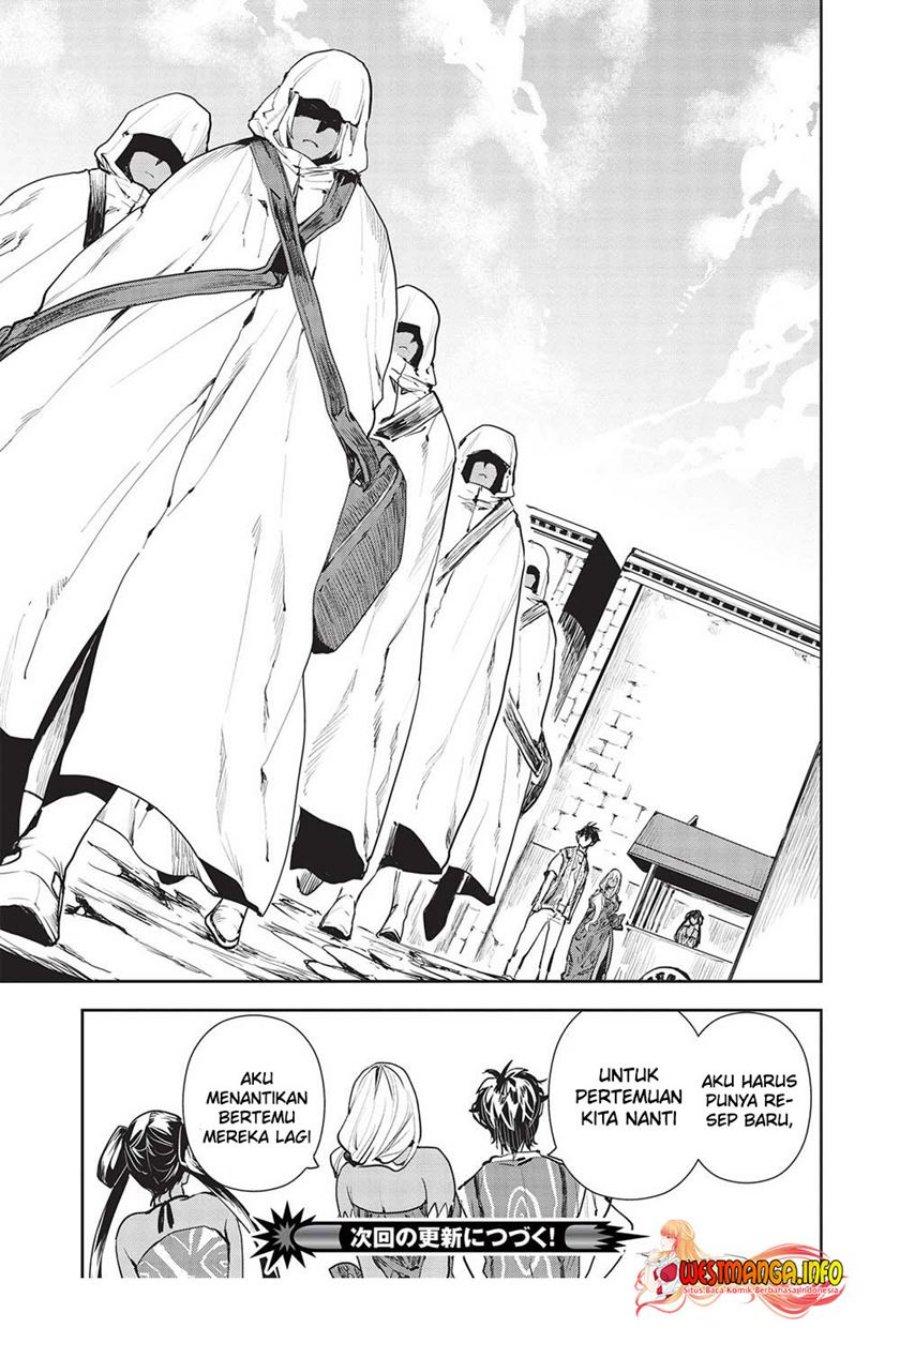 AKU HARUS
PUNYA RE-
SEP BARU,
UNTUK
PERTEMUAN
KITA NANTI
AKU
MENANTIKAN
BERTEMU
MEREKA LAGI
次回の更新につづく!
WESTMANGA.INFO
Situs Baca Komik Berbahasa Indonesia